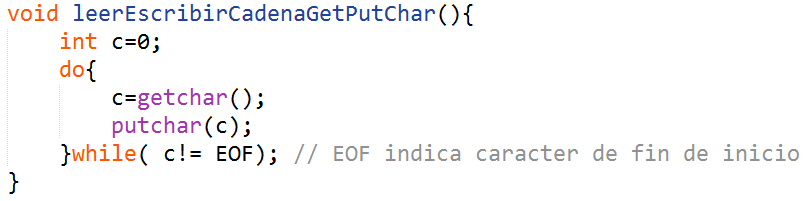 void leerEscribirCadenaGetPutChar(){
    int c=0;
    do{
        c=getchar();
        putchar(c);
    }while( c!= EOF); // EOF indica caracter de fin de inicio
}